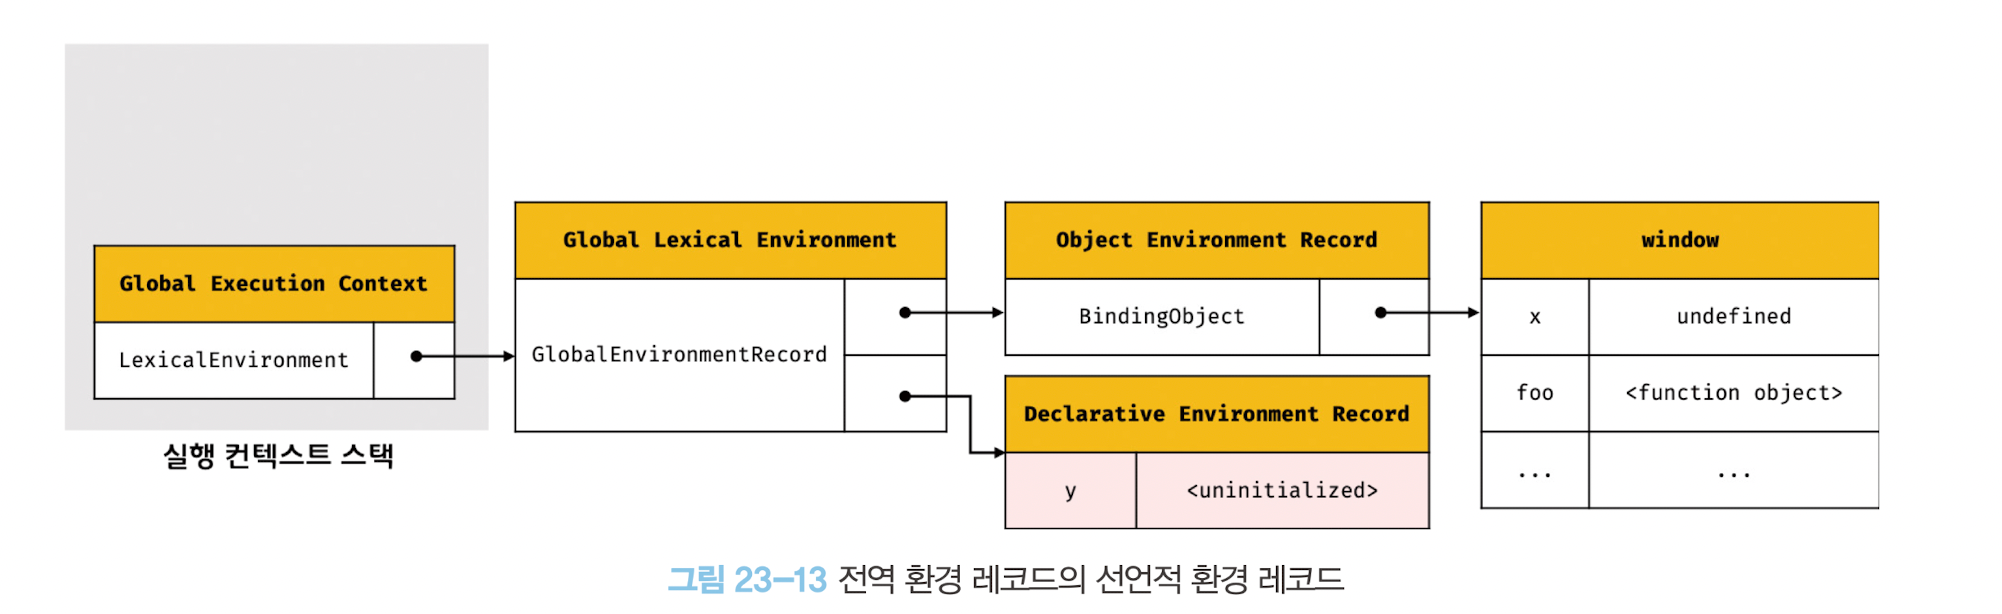 Global Execution Context
LexicalEnvironment
실행 컨텍스트 스택
Global Lexical Environment
GlobalEnvironmentRecord
Object Environment Record
BindingObject
Declarative Environment Record
y <uninitialized>
window
x undefined
foo <function object>
... ...
그림 23-13 전역 환경 레코드의 선언적 환경 레코드